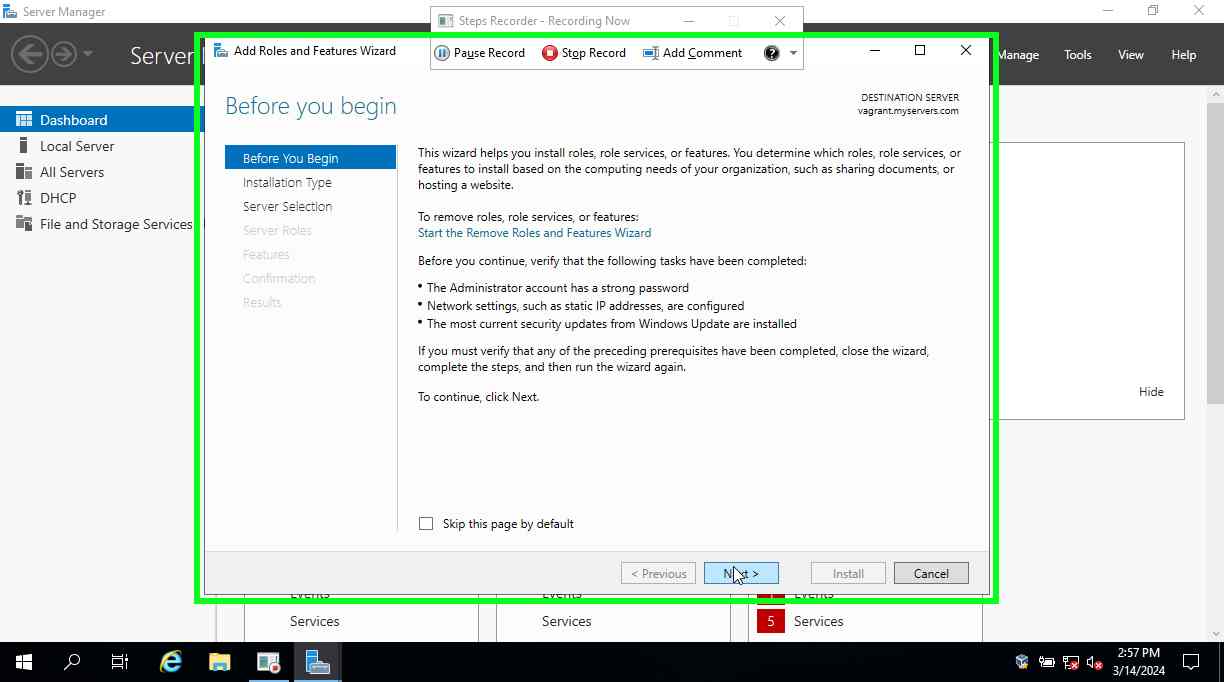 Server Manager
Steps Recorder - Recording Now
Pause Record
Stop Record
Add Comment
Server
Manage
Tools
View
Help
Add Roles and Features Wizard
Before you begin
DESTINATION SERVER
vagrant.myservers.com
Dashboard
Local Server
All Servers
DHCP
File and Storage Services
Before You Begin
Installation Type
Server Selection
Server Roles
Features
Confirmation
Results
This wizard helps you install roles, role services, or features. You determine which roles, role services, or
features to install based on the computing needs of your organization, such as sharing documents, or
hosting a website.
To remove roles, role services, or features:
Start the Remove Roles and Features Wizard
Before you continue, verify that the following tasks have been completed:
• The Administrator account has a strong password
• Network settings, such as static IP addresses, are configured
• The most current security updates from Windows Update are installed
If you must verify that any of the preceding prerequisites have been completed, close the wizard,
complete the steps, and then run the wizard again.
To continue, click Next.
Hide
Skip this page by default
< Previous
Next >
Install
Cancel
Events
Events
Events
Services
Services
5 Services
2:57 PM
3/14/2024